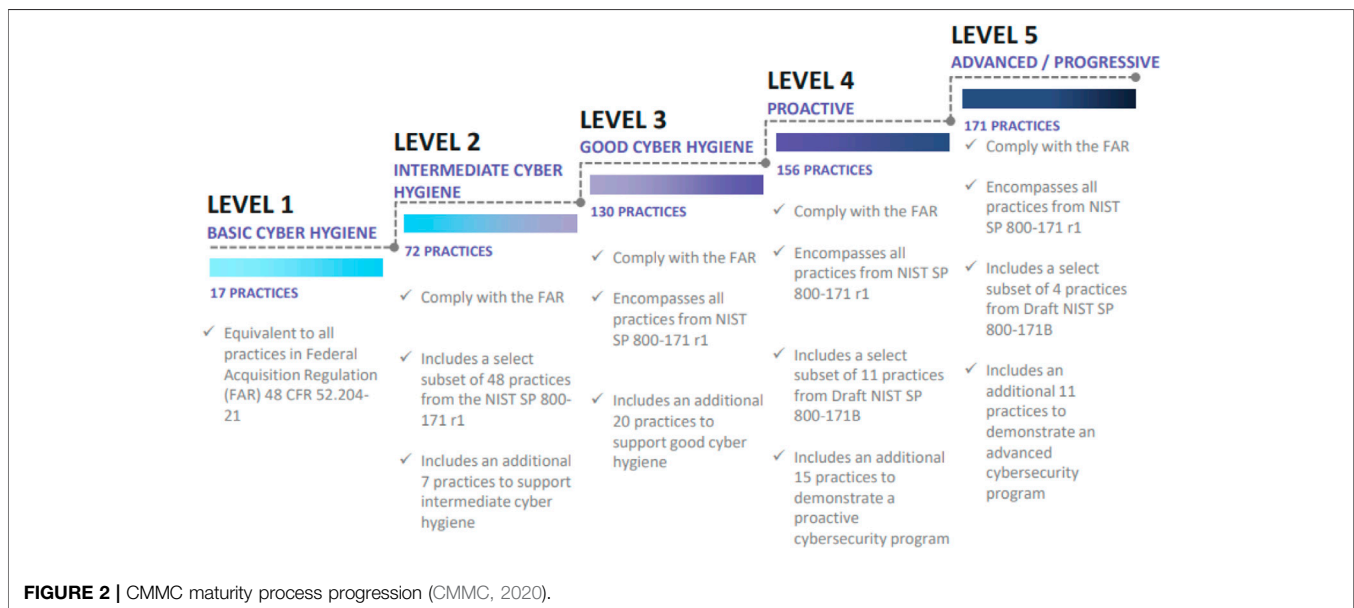 LEVEL 1
BASIC CYBER HYGIENE
17 PRACTICES
✓ Equivalent to all
practices in Federal
Acquisition Regulation
(FAR) 48 CFR 52.204-
21
LEVEL 2
INTERMEDIATE CYBER
HYGIENE
72 PRACTICES
✓ Comply with the FAR
✓ Includes a select
subset of 48 practices
from the NIST SP 800-
171 r1
✓ Includes an additional
7 practices to support
intermediate cyber
hygiene
LEVEL 3
GOOD CYBER HYGIENE
130 PRACTICES
✓ Comply with the FAR
✓ Encompasses all
practices from NIST
SP 800-171 r1
✓ Includes an additional
20 practices to
support good cyber
hygiene
LEVEL 4
PROACTIVE
156 PRACTICES
✓ Comply with the FAR
✓ Encompasses all
practices from NIST SP
800-171 r1
✓ Includes a select
subset of 11 practices
from Draft NIST SP
800-171B
✓ Includes an additional
15 practices to
demonstrate a
proactive
cybersecurity program
LEVEL 5
ADVANCED / PROGRESSIVE
171 PRACTICES
✓ Comply with the FAR
✓ Encompasses all
practices from NIST
SP 800-171 r1
✓ Includes a select
subset of 4 practices
from Draft NIST SP
800-171B
✓ Includes an
additional 11
practices to
demonstrate an
advanced
cybersecurity
program
FIGURE 2 | CMMC maturity process progression (CMMC, 2020).